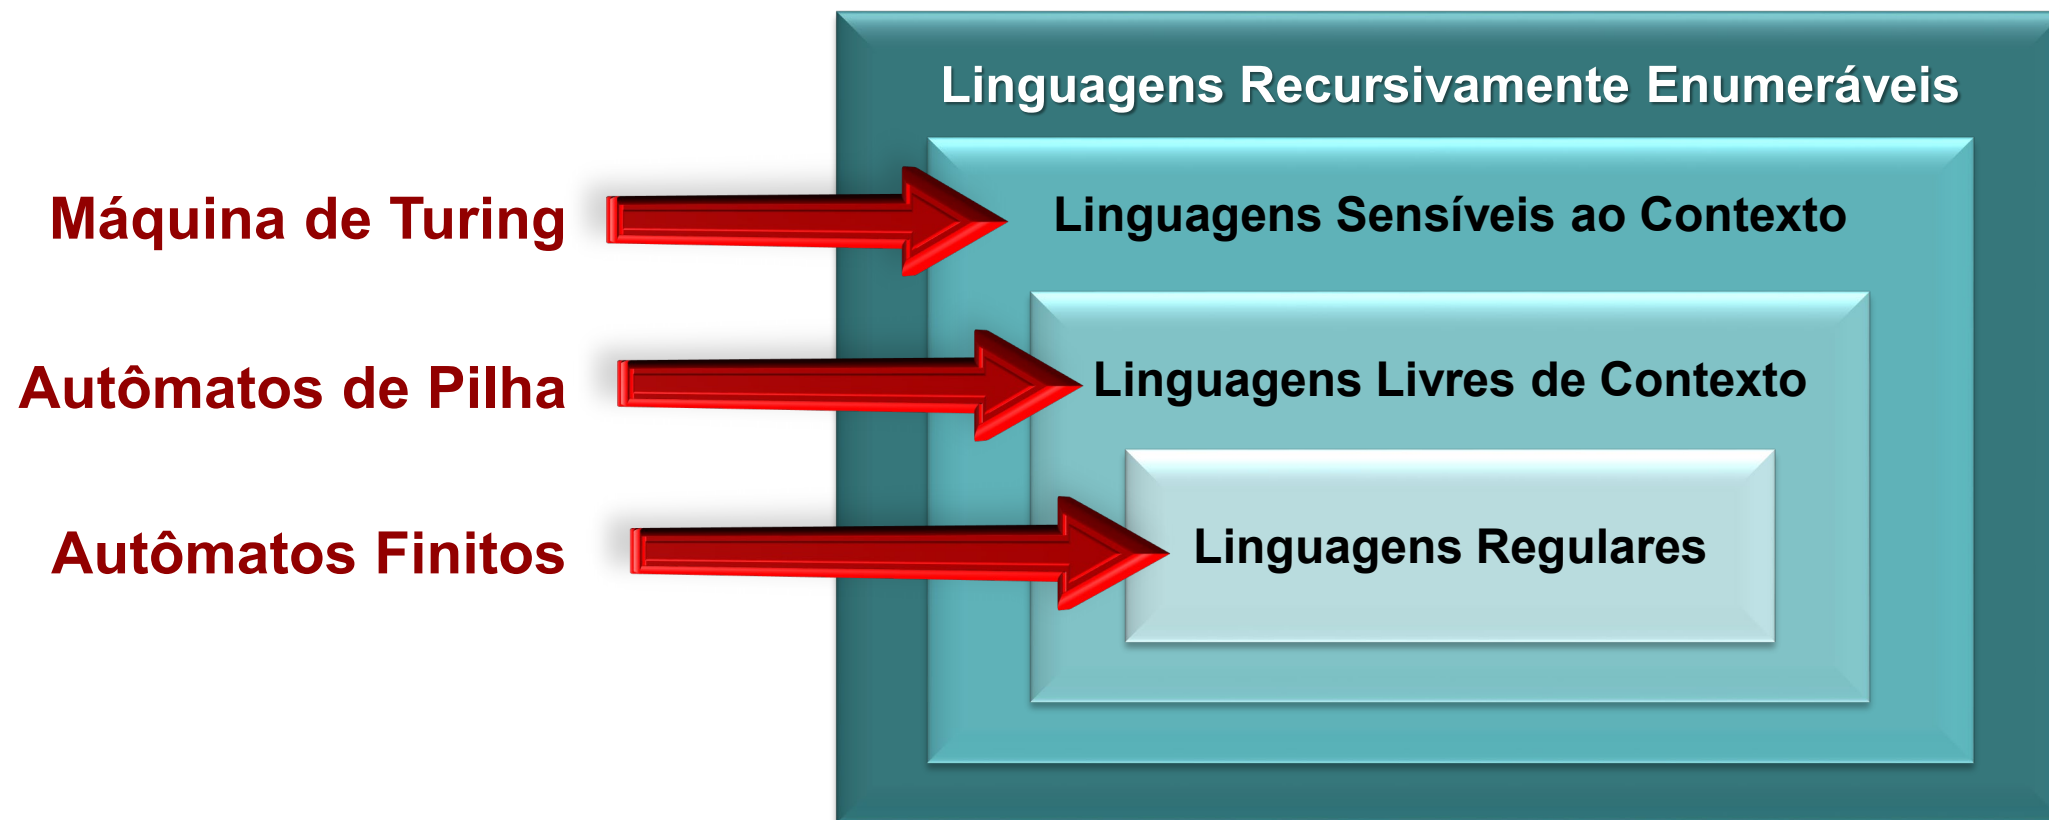 Linguagens Recursivamente Enumeráveis
Máquina de Turing
Linguagens Sensíveis ao Contexto
Autômatos de Pilha
Linguagens Livres de Contexto
Autômatos Finitos
Linguagens Regulares